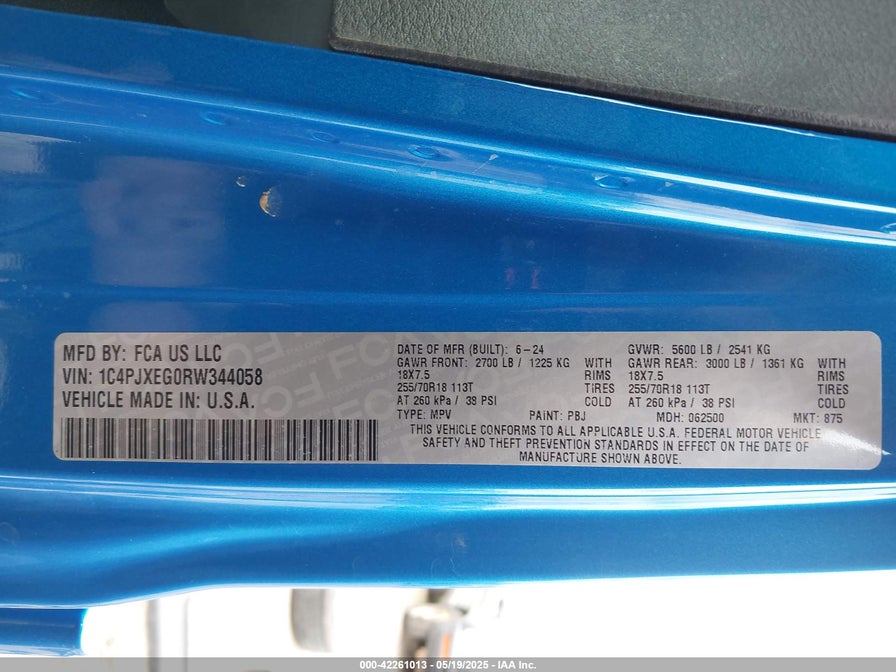 MFD BY: FCA US LLC
VIN: 1C4PJXEG0RW344058
VEHICLE MADE IN: U.S.A.
DATE OF MFR (BUILT): 6-24
GAWR FRONT: 2700 LB / 1225 KG WITH
18X7.5 RIMS
255/70R18 113T TIRES
AT 260 kPa / 38 PSI COLD
TYPE: MPV PAINT: PBJ
GVWR: 5600 LB / 2541 KG
GAWR REAR: 3000 LB / 1361 KG WITH
18X7.5 RIMS
255/70R18 113T TIRES
AT 260 kPa / 38 PSI COLD
MDH: 062500 MKT: 875
THIS VEHICLE CONFORMS TO ALL APPLICABLE U.S.A. FEDERAL MOTOR VEHICLE
SAFETY AND THEFT PREVENTION STANDARDS IN EFFECT ON THE DATE OF
MANUFACTURE SHOWN ABOVE.
000-42261013 — 05/19/2025 — IAA Inc.